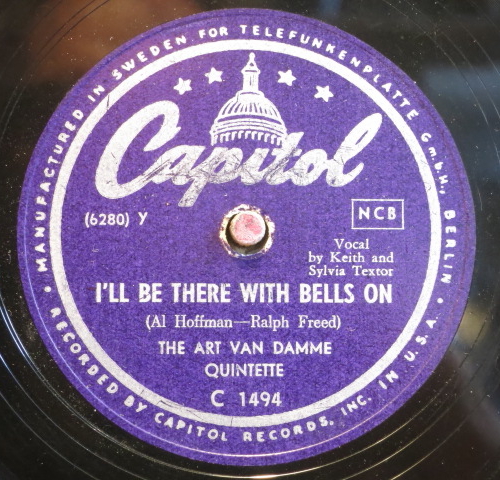 MANUFACTURED IN SWEDEN FOR TELEFUNKENPLATTE G.m.b.H., BERLIN
Capitol
(6280) Y
NCB
Vocal
by Keith and
Sylvia Textor
I'LL BE THERE WITH BELLS ON
(Al Hoffman—Ralph Freed)
THE ART VAN DAMME
QUINTETTE
C 1494
• RECORDED BY CAPITOL RECORDS, INC. IN U.S.A. •